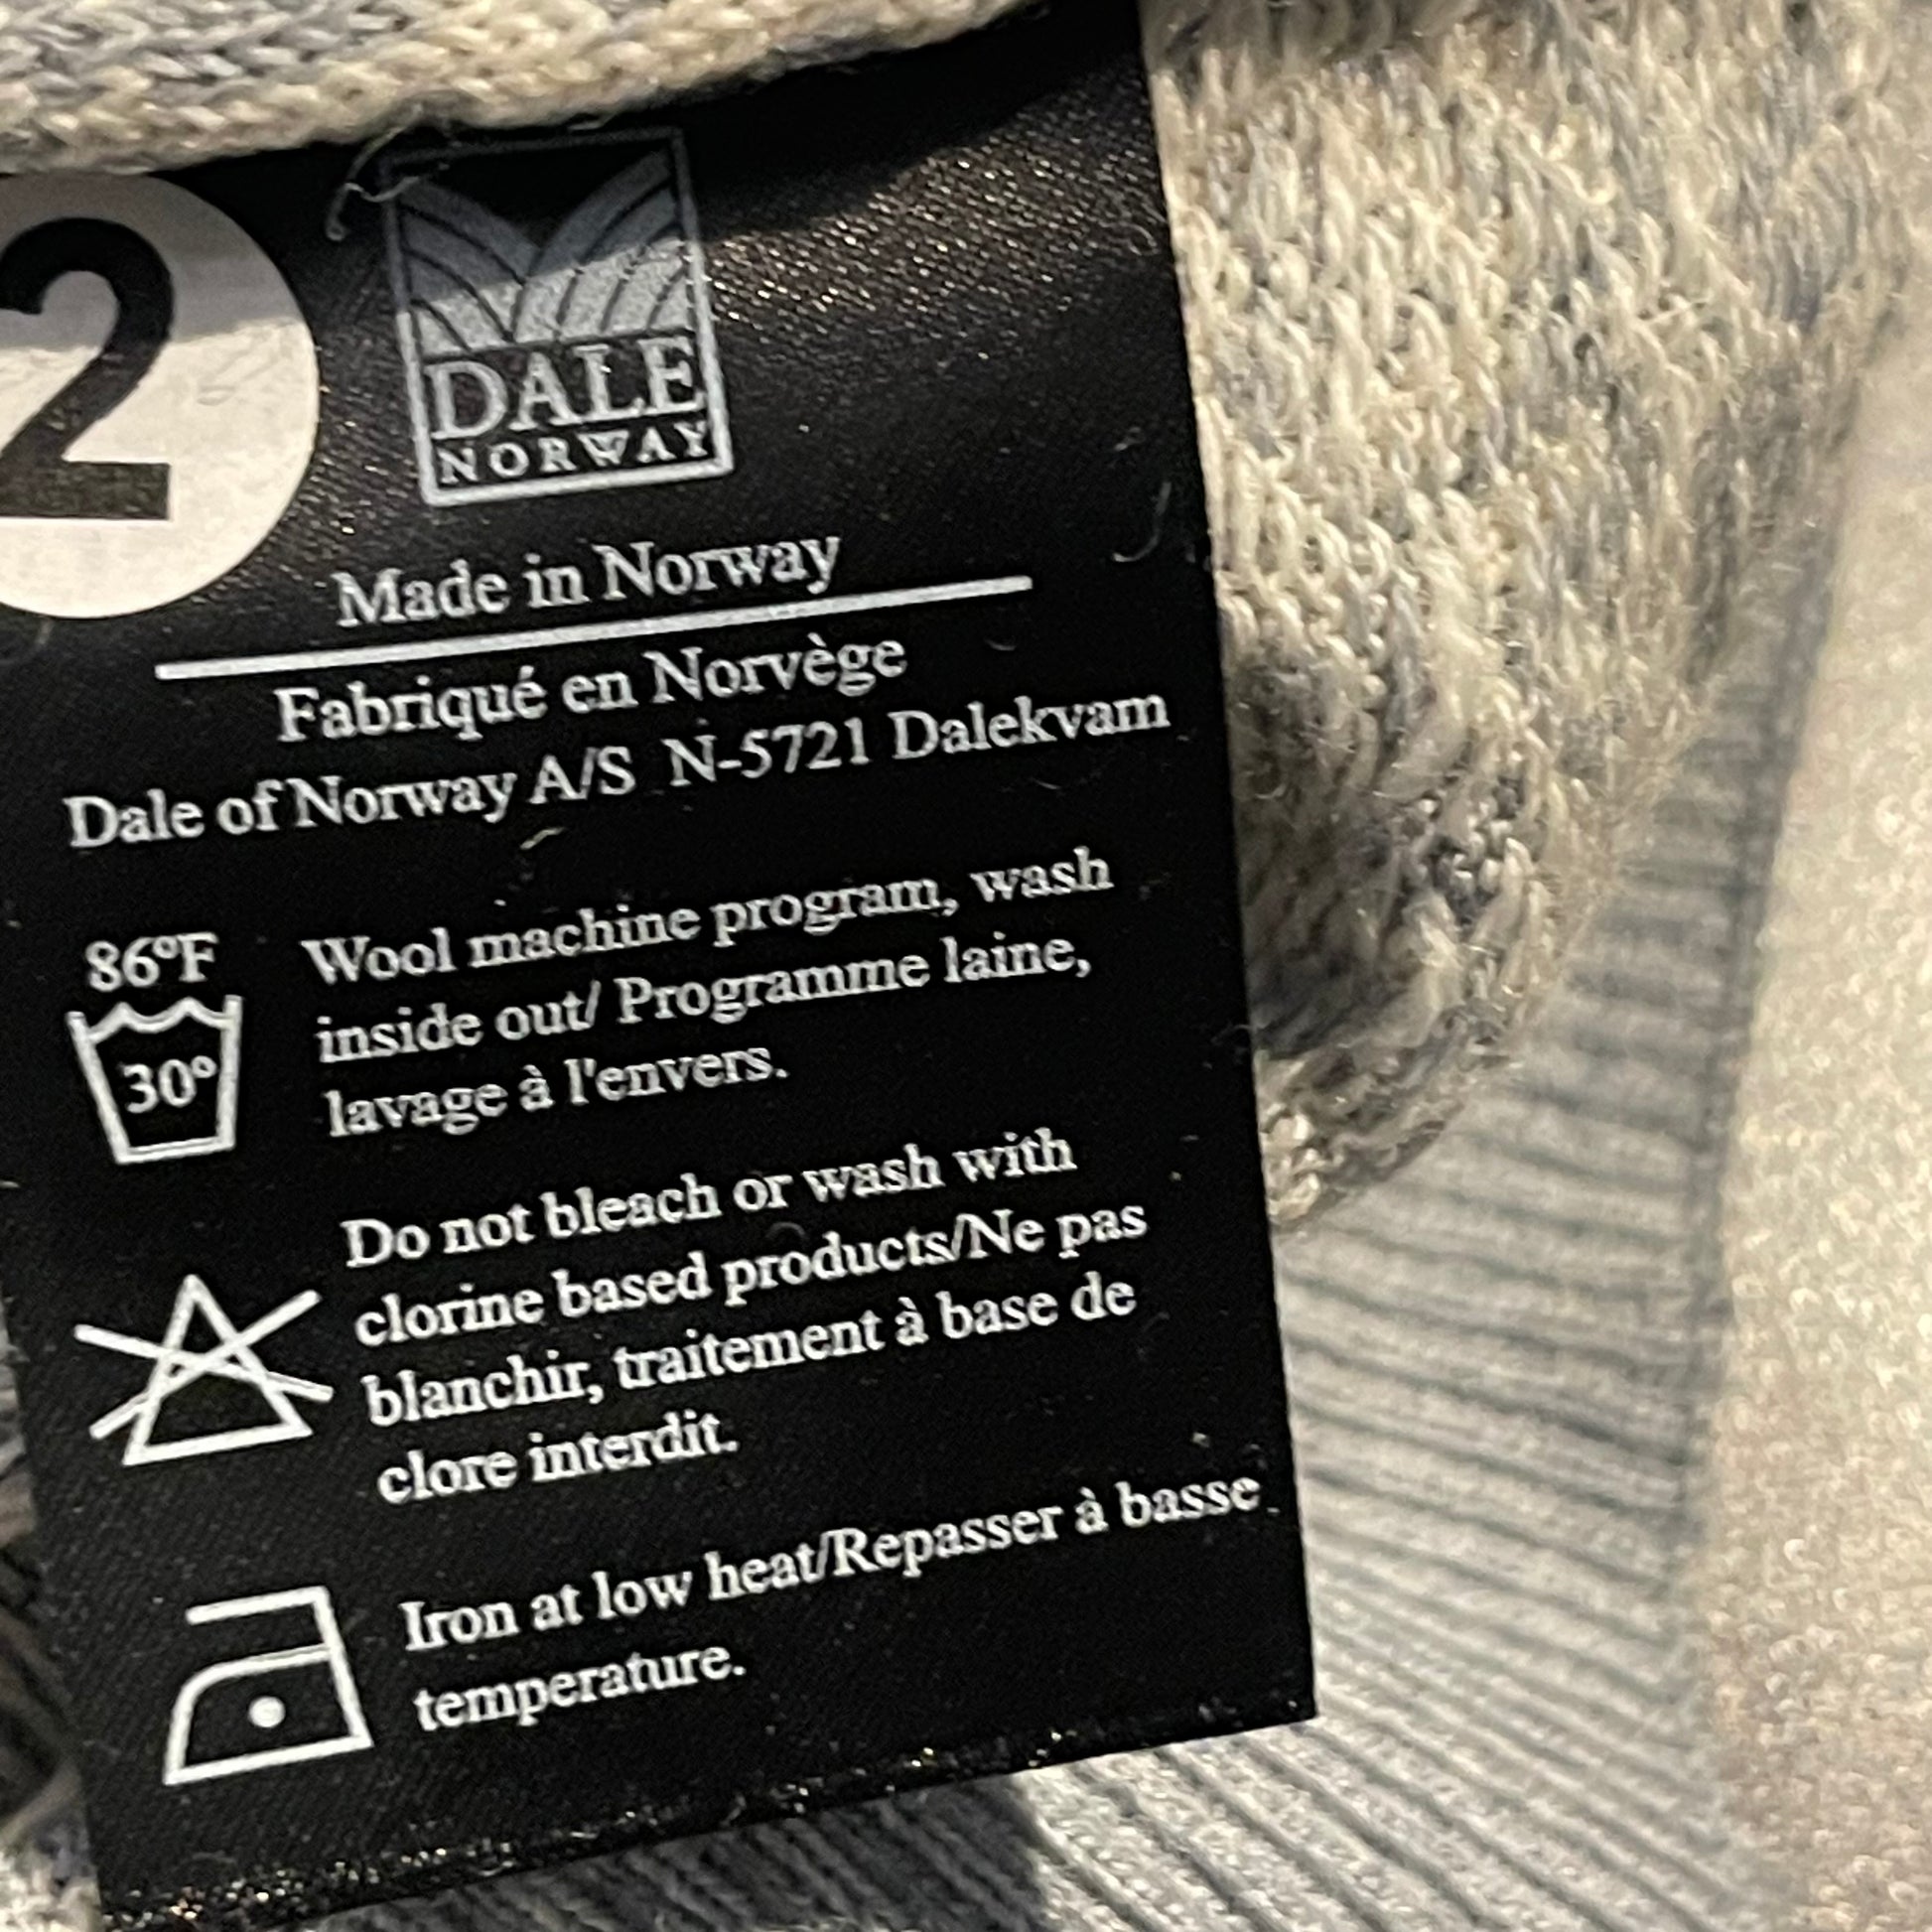 2
DALE
NORWAY
Made in Norway
Fabriqué en Norvège
Dale of Norway A/S N-5721 Dalekvam
86°F
30°
Wool machine program, wash
inside out/ Programme laine,
lavage à l'envers.
Do not bleach or wash with
clorine based products/Ne pas
blanchir, traitement à base de
clore interdit.
Iron at low heat/Repasser à basse
temperature.